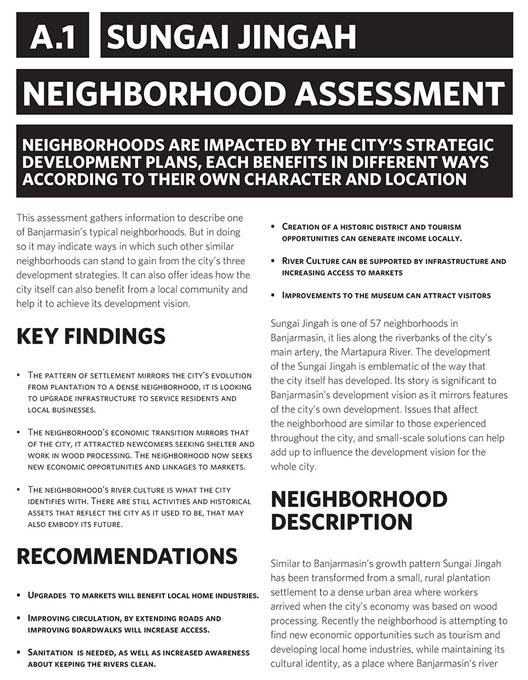 A.1 SUNGAI JINGAH
NEIGHBORHOOD ASSESSMENT
NEIGHBORHOODS ARE IMPACTED BY THE CITY'S STRATEGIC
DEVELOPMENT PLANS, EACH BENEFITS IN DIFFERENT WAYS
ACCORDING TO THEIR OWN CHARACTER AND LOCATION
This assessment gathers information to describe one
of Banjarmasin's typical neighborhoods. But in doing
so it may indicate ways in which such other similar
neighborhoods can stand to gain from the city's three
development strategies. It can also offer ideas how the
city itself can also benefit from a local community and
help it to achieve its development vision.
KEY FINDINGS
• The pattern of settlement mirrors the city's evolution
from plantation to a dense neighborhood, it is looking
to upgrade infrastructure to service residents and
local businesses.
• The neighborhood's economic transition mirrors that
of the city, it attracted newcomers seeking shelter and
work in wood processing. The neighborhood now seeks
new economic opportunities and linkages to markets.
• The neighborhood's river culture is what the city
identifies with. There are still activities and historical
assets that reflect the city as it used to be, that may
also embody its future.
RECOMMENDATIONS
• Upgrades to markets will benefit local home industries.
• Improving circulation, by extending roads and
improving boardwalks will increase access.
• Sanitation is needed, as well as increased awareness
about keeping the rivers clean.
• Creation of a historic district and tourism
opportunities can generate income locally.
• River Culture can be supported by infrastructure and
increasing access to markets
• Improvements to the museum can attract visitors
Sungai Jingah is one of 57 neighborhoods in
Banjarmasin, it lies along the riverbanks of the city's
main artery, the Martapura River. The development
of the Sungai Jingah is emblematic of the way that
the city itself has developed. Its story is significant to
Banjarmasin's development vision as it mirrors features
of the city's own development. Issues that affect
the neighborhood are similar to those experienced
throughout the city, and small-scale solutions can help
add up to influence the development vision for the
whole city.
NEIGHBORHOOD
DESCRIPTION
Similar to Banjarmasin's growth pattern Sungai Jingah
has been transformed from a small, rural plantation
settlement to a dense urban area where workers
arrived when the city's economy was based on wood
processing. Recently the neighborhood is attempting to
find new economic opportunities such as tourism and
developing local home industries, while maintaining its
cultural identity, as a place where Banjarmasin's river